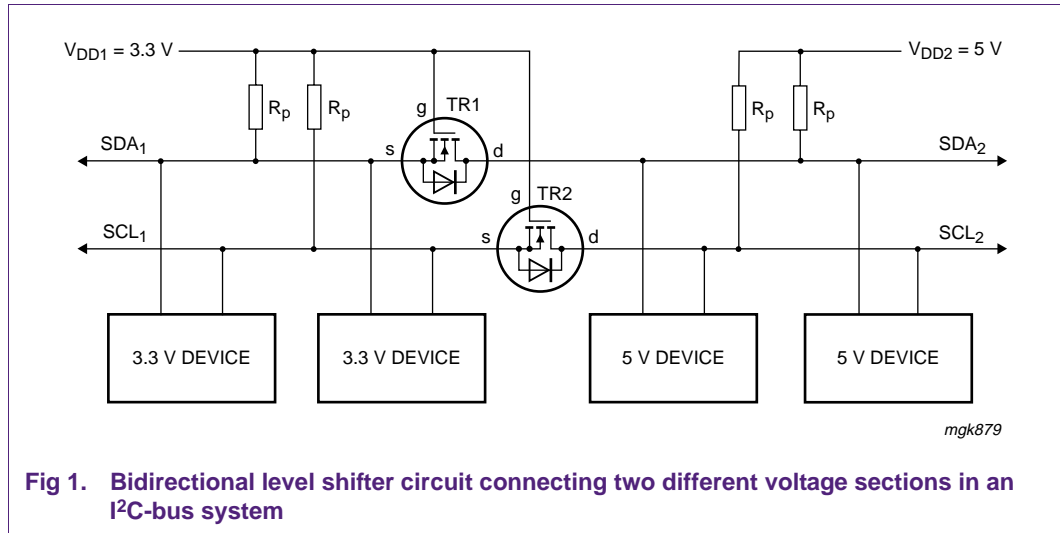 VDD1 = 3.3 V
VDD2 = 5 V
Rp
Rp
g
TR1
Rp
Rp
SDA1
s
d
SDA2
g
TR2
SCL1
s
d
SCL2
3.3 V DEVICE
3.3 V DEVICE
5 V DEVICE
5 V DEVICE
mgk879
Fig 1. Bidirectional level shifter circuit connecting two different voltage sections in an
I²C-bus system